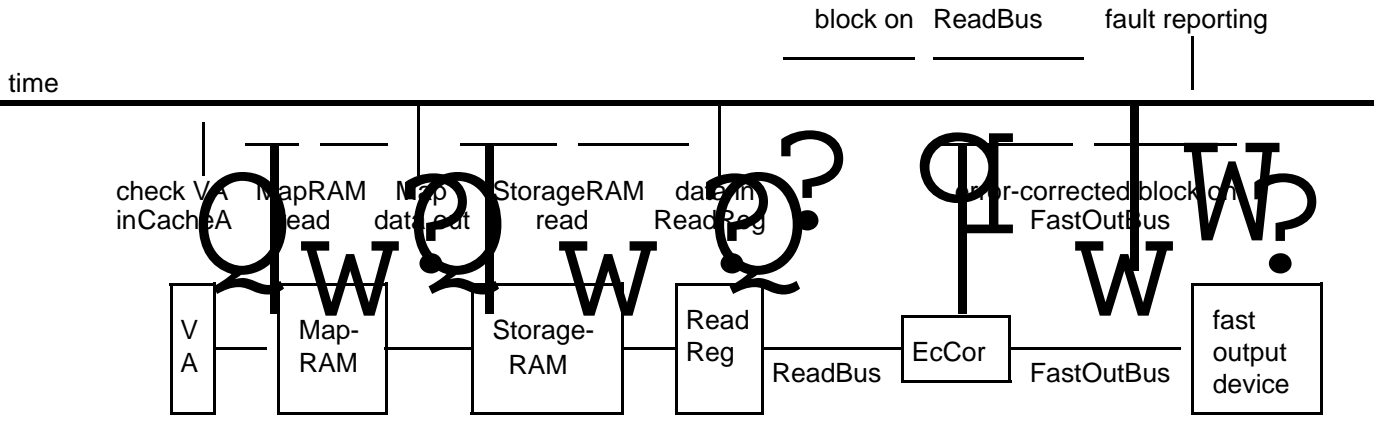 block on ReadBus fault reporting
time
check VA MapRAM Map StorageRAM data in error-corrected block on
inCacheA read data out read ReadReg FastOutBus
Q w ? Q w ? Q ? q w W ?
V
A
Map-
RAM
Storage-
RAM
Read
Reg
ReadBus
EcCor
FastOutBus
fast
output
device